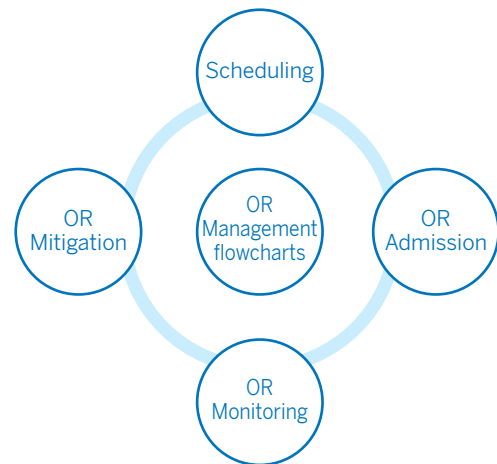 Scheduling
OR
Mitigation
OR
Management
flowcharts
OR
Admission
OR
Monitoring